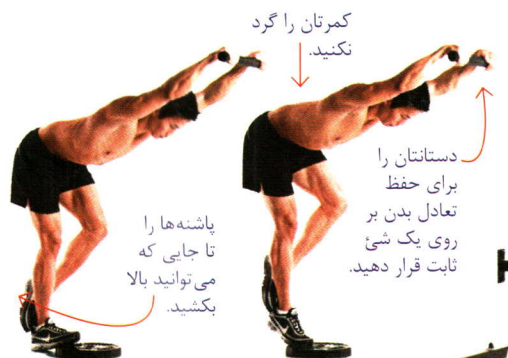 کمرتان را گرد
نکنید.
دستانتان را
برای حفظ
تعادل بدن بر
روی یک شئ
ثابت قرار دهید.
پاشنه‌ها را
تا جایی که
می‌توانید بالا
بکشید.